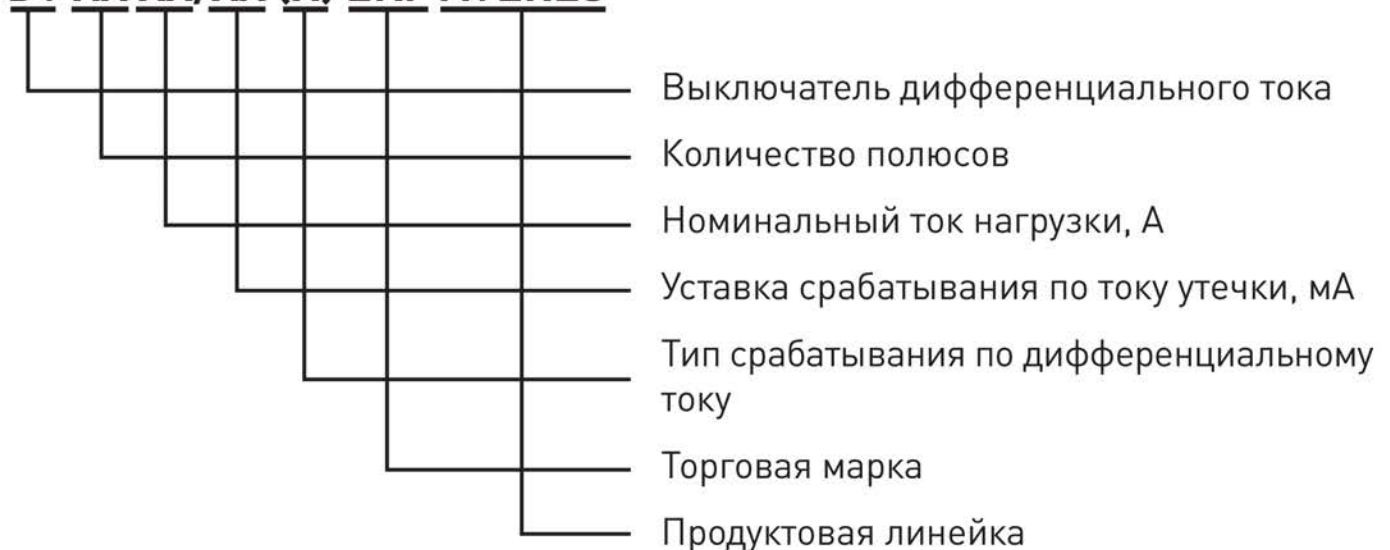 Выключатель дифференциального тока
Количество полюсов
Номинальный ток нагрузки, А
Уставка срабатывания по току утечки, мА
Тип срабатывания по дифференциальному
току
Торговая марка
Продуктовая линейка